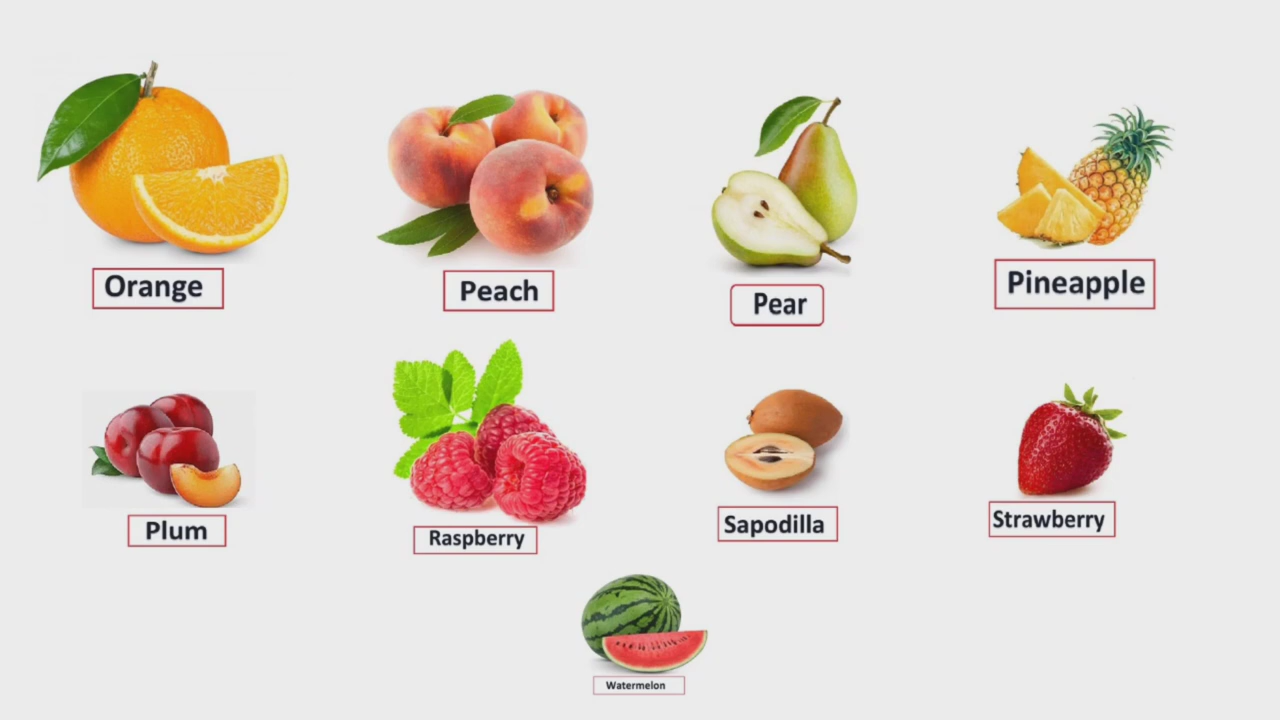 Orange
Peach
Pear
Pineapple
Plum
Raspberry
Sapodilla
Strawberry
Watermelon